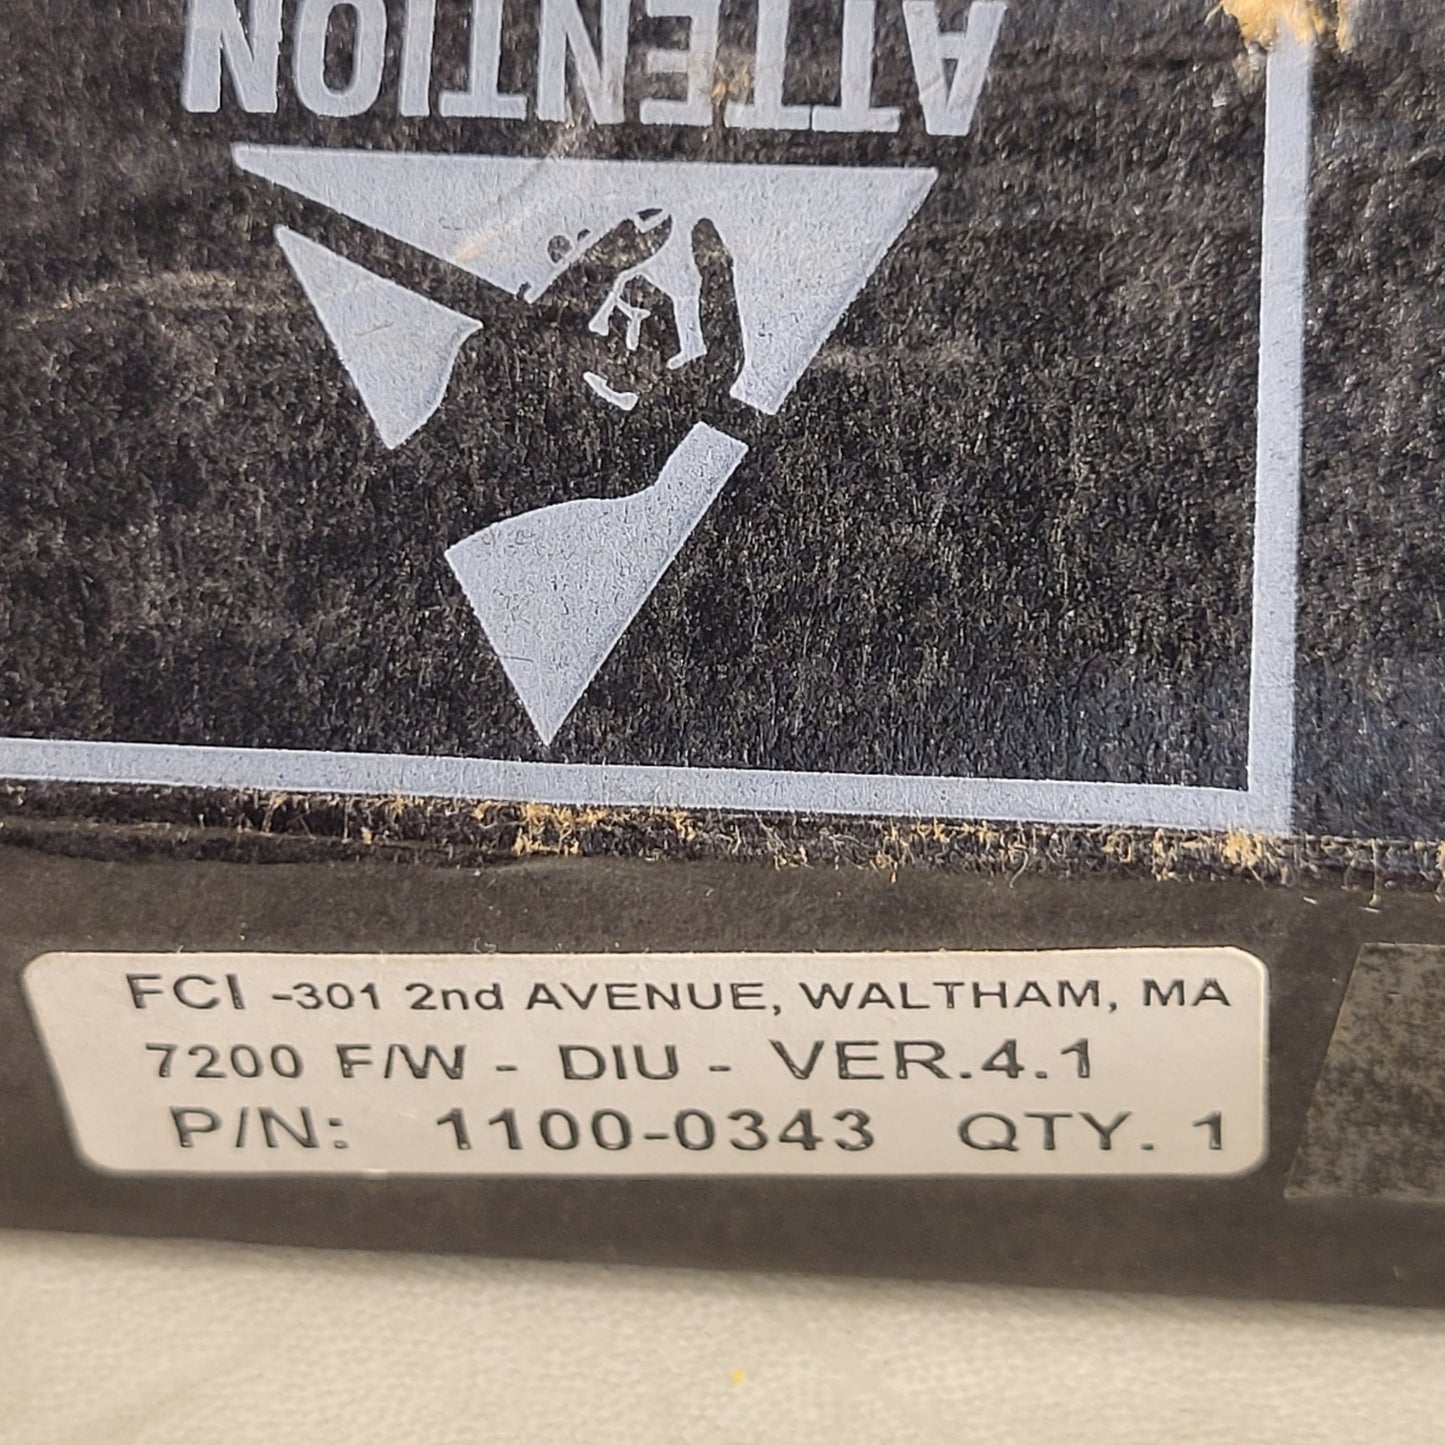 ATTENTION
FCI -301 2nd AVENUE, WALTHAM, MA
7200 F/W - DIU - VER.4.1
P/N: 1100-0343 QTY. 1